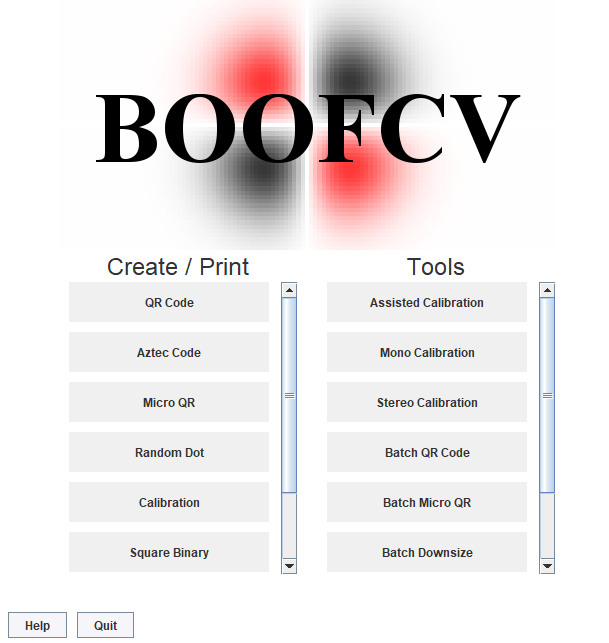 BOOFCV
Create / Print
QR Code
Aztec Code
Micro QR
Random Dot
Calibration
Square Binary
Tools
Assisted Calibration
Mono Calibration
Stereo Calibration
Batch QR Code
Batch Micro QR
Batch Downsize
Help
Quit